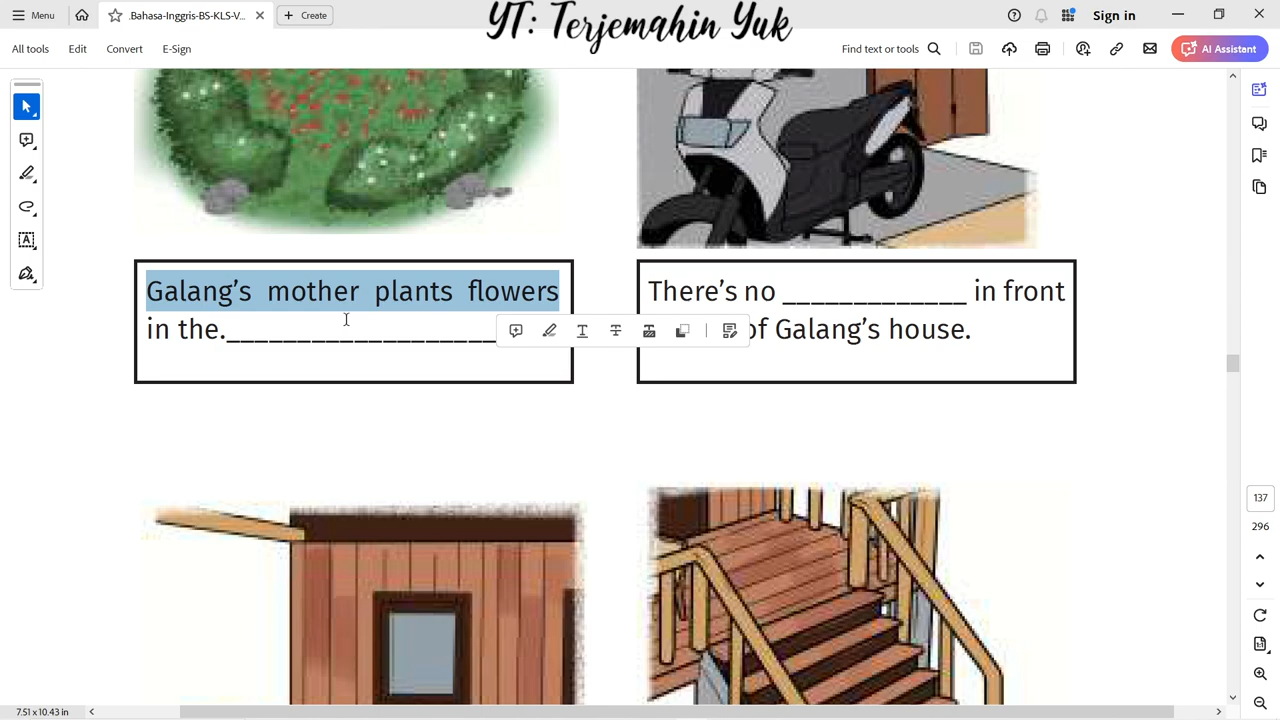 Menu
.Bahasa-Inggris-BS-KLS-V...
Create
YT: Terjemahin Yuk
Sign in
All tools
Edit
Convert
E-Sign
Find text or tools
AI Assistant
Galang's mother plants flowers
in the.____________________
There's no _____________ in front
of Galang's house.
137
296
7.51 x 10.43 in